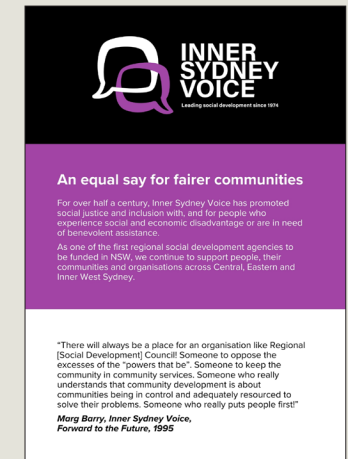 INNER
SYDNEY
VOICE
Leading social development since 1974
An equal say for fairer communities
For over half a century, Inner Sydney Voice has promoted
social justice and inclusion with, and for people who
experience social and economic disadvantage or are in need
of benevolent assistance.
As one of the first regional social development agencies to
be funded in NSW, we continue to support people, their
communities and organisations across Central, Eastern and
Inner West Sydney.
“There will always be a place for an organisation like Regional
[Social Development] Council! Someone to oppose the
excesses of the “powers that be”. Someone to keep the
community in community services. Someone who really
understands that community development is about
communities being in control and adequately resourced to
solve their problems. Someone who really puts people first!”
Marg Barry, Inner Sydney Voice,
Forward to the Future, 1995